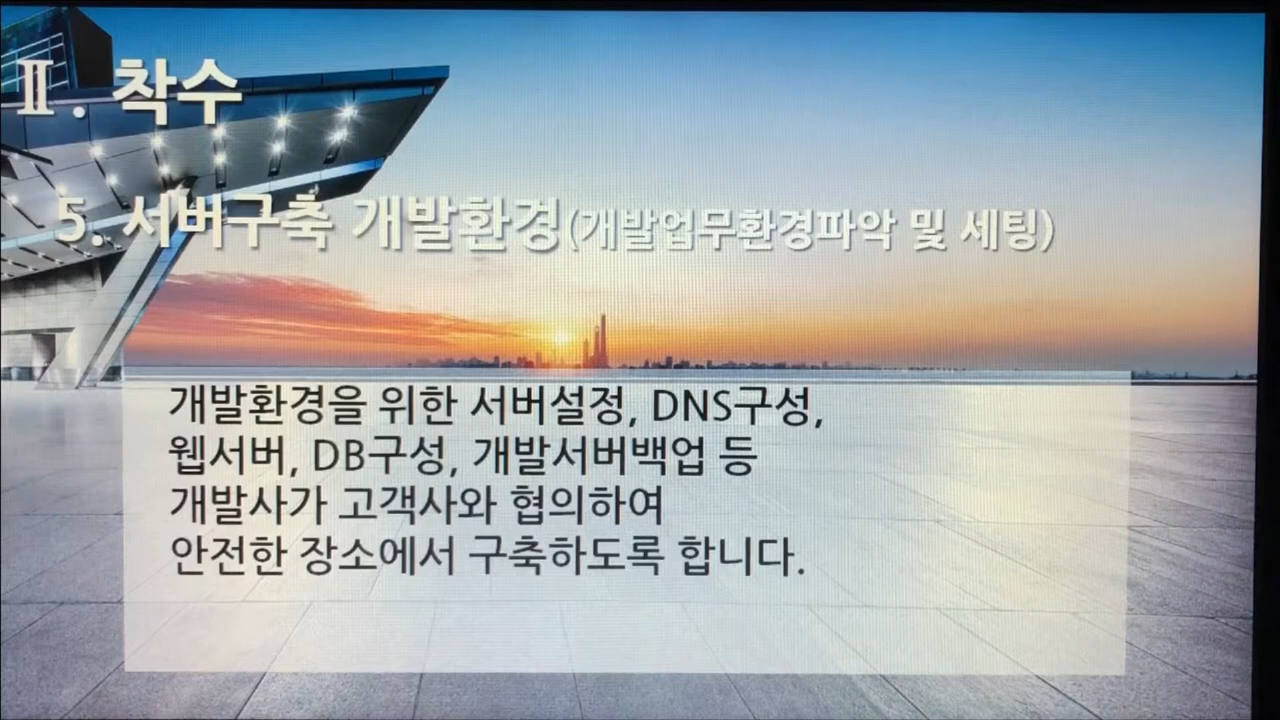 Ⅱ. 착수
5. 서버구축 개발환경(개발업무환경파악 및 세팅)
개발환경을 위한 서버설정, DNS구성,
웹서버, DB구성, 개발서버백업 등
개발사가 고객사와 협의하여
안전한 장소에서 구축하도록 합니다.